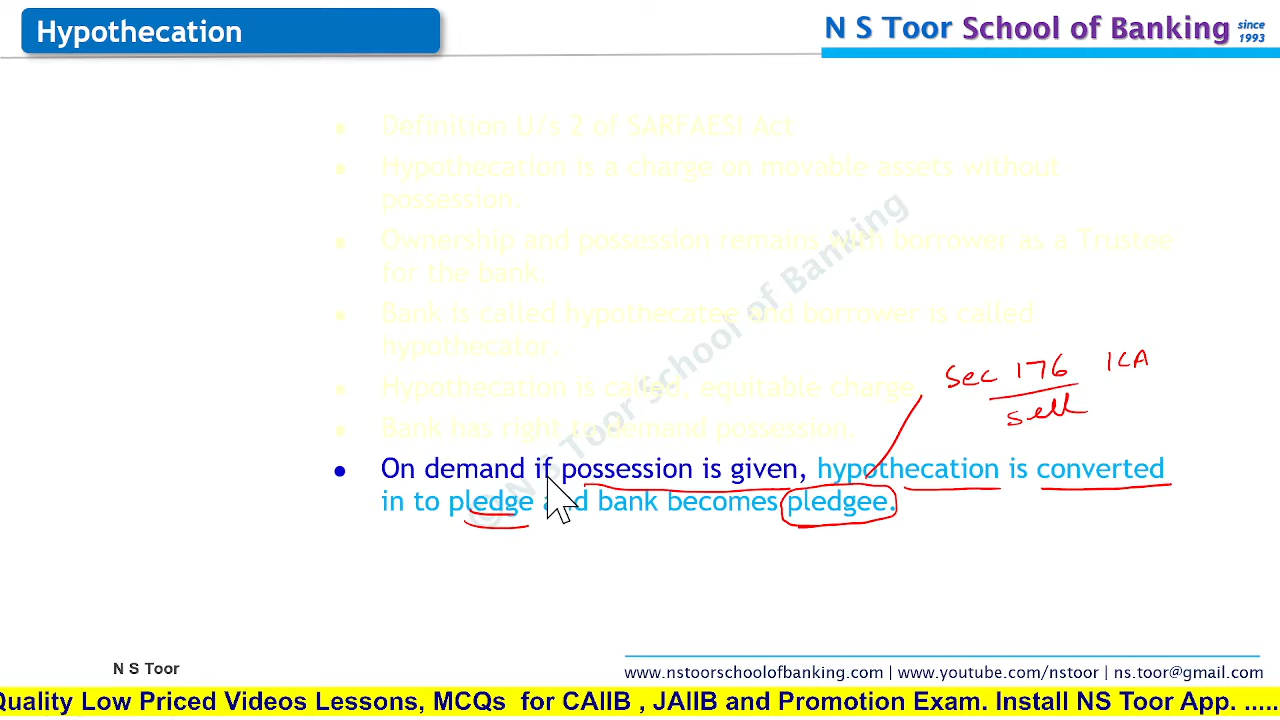 Hypothecation
N S Toor School of Banking since 1993
• Definition U/s 2 of SARFAESI Act
• Hypothecation is a charge on movable assets without
possession.
• Ownership and possession remains with borrower as a Trustee
for the bank.
• Bank is called hypothecatee and borrower is called
hypothecator.
• Hypothecation is called, equitable charge.
• Bank has right to demand possession.
Sec 176 ICA
sell
• On demand if possession is given, hypothecation is converted
in to pledge and bank becomes pledgee.
© N S Toor School of Banking
N S Toor
www.nstoorschoolofbanking.com | www.youtube.com/nstoor | ns.toor@gmail.com
Quality Low Priced Videos Lessons, MCQs for CAIIB , JAIIB and Promotion Exam. Install NS Toor App. .....